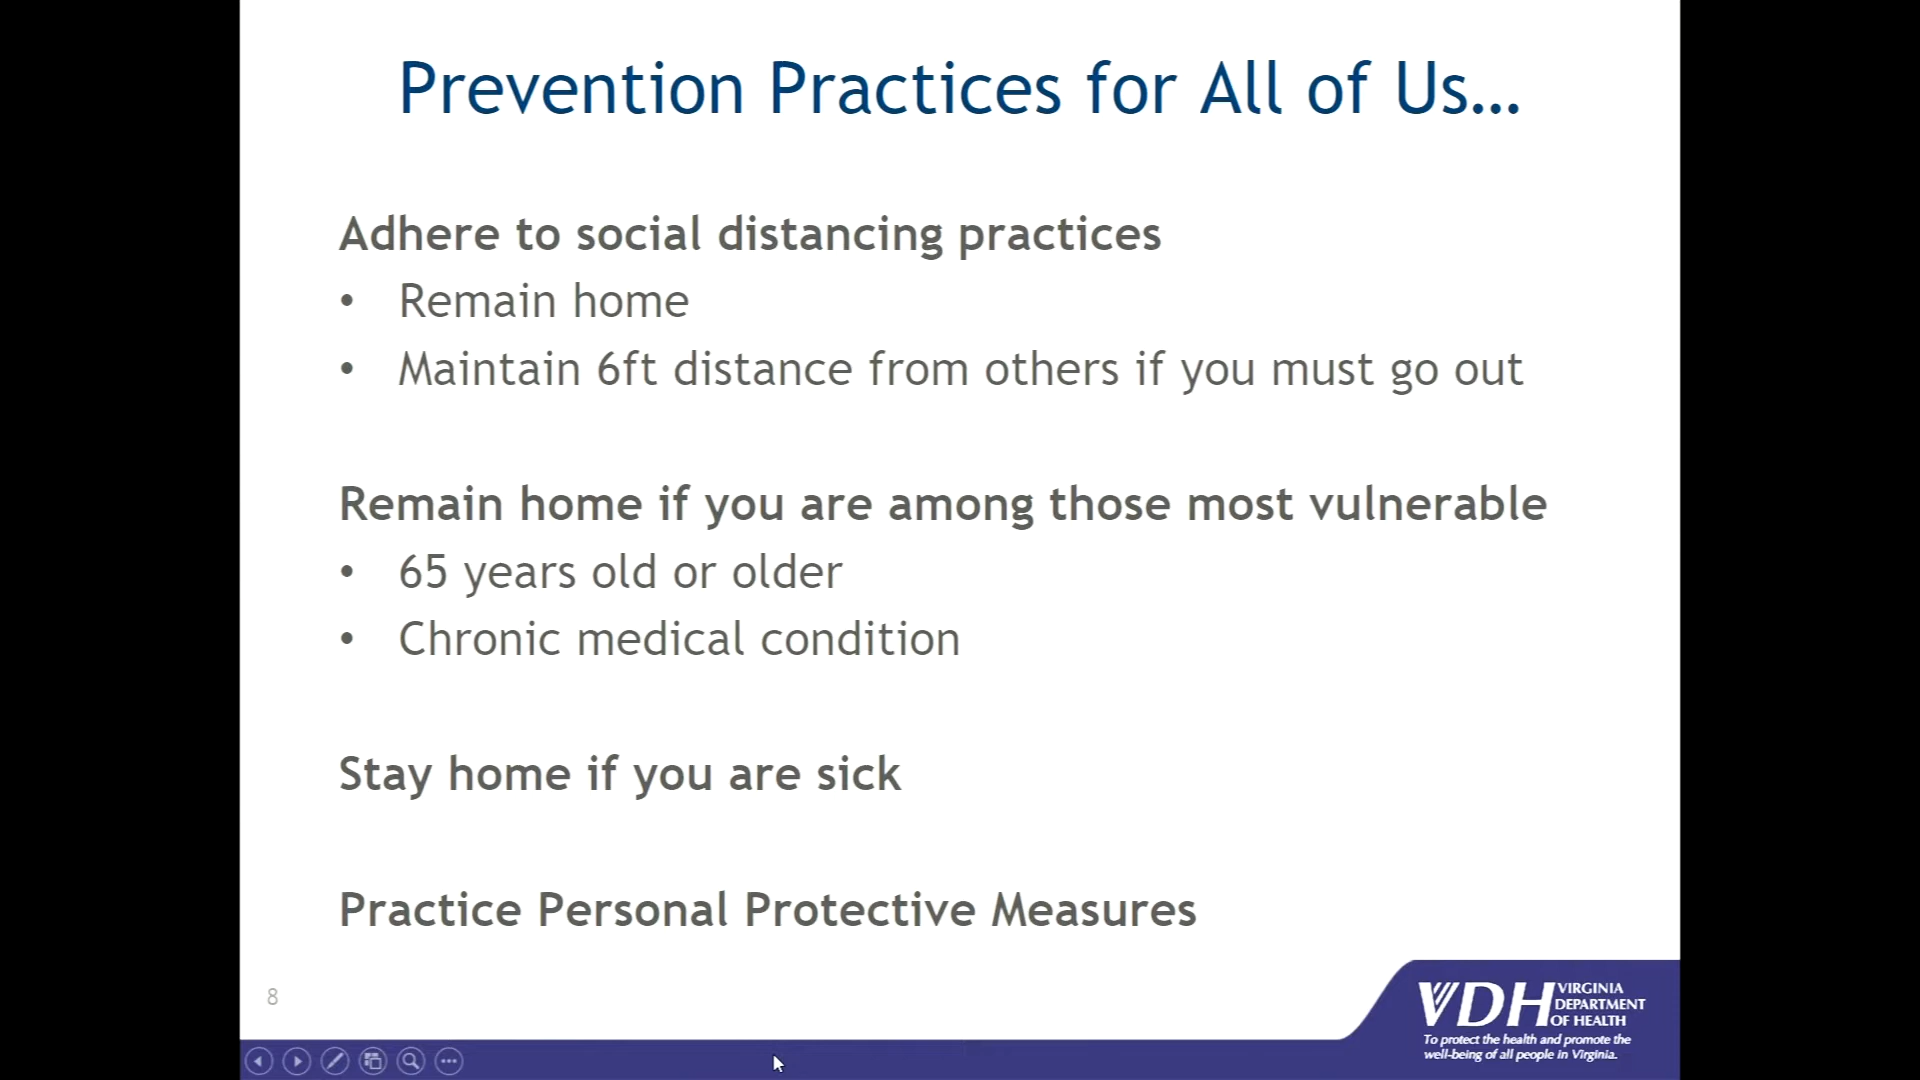 Prevention Practices for All of Us…
Adhere to social distancing practices
• Remain home
• Maintain 6ft distance from others if you must go out
Remain home if you are among those most vulnerable
• 65 years old or older
• Chronic medical condition
Stay home if you are sick
Practice Personal Protective Measures
8
VDH VIRGINIA
DEPARTMENT
OF HEALTH
To protect the health and promote the
well-being of all people in Virginia.